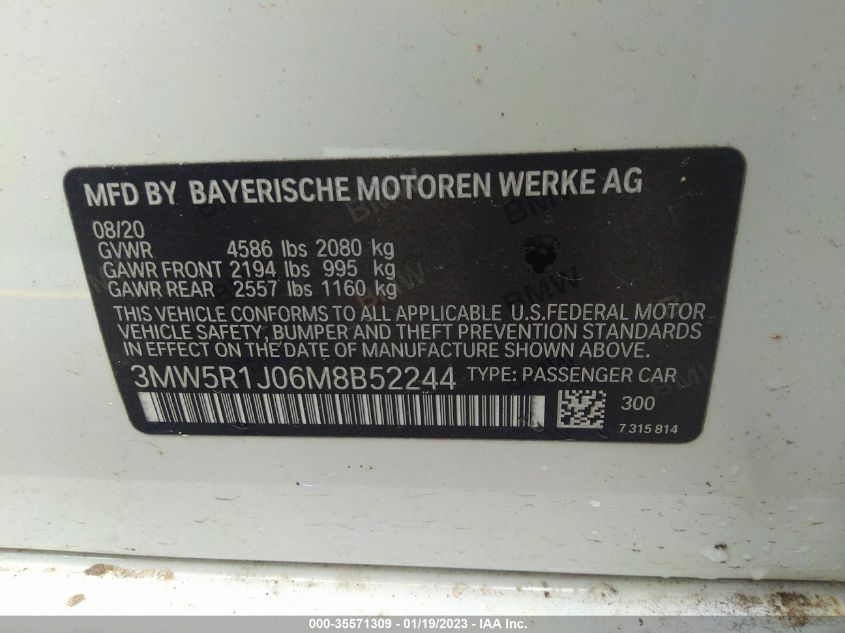 MFD BY BAYERISCHE MOTOREN WERKE AG
08/20
GVWR 4586 lbs 2080 kg
GAWR FRONT 2194 lbs 995 kg
GAWR REAR 2557 lbs 1160 kg
THIS VEHICLE CONFORMS TO ALL APPLICABLE U.S.FEDERAL MOTOR
VEHICLE SAFETY, BUMPER AND THEFT PREVENTION STANDARDS
IN EFFECT ON DATE OF MANUFACTURE SHOWN ABOVE.
3MW5R1J06M8B52244 TYPE: PASSENGER CAR
300
7 315 814
BMW
000-35571309 - 01/19/2023 - IAA Inc.